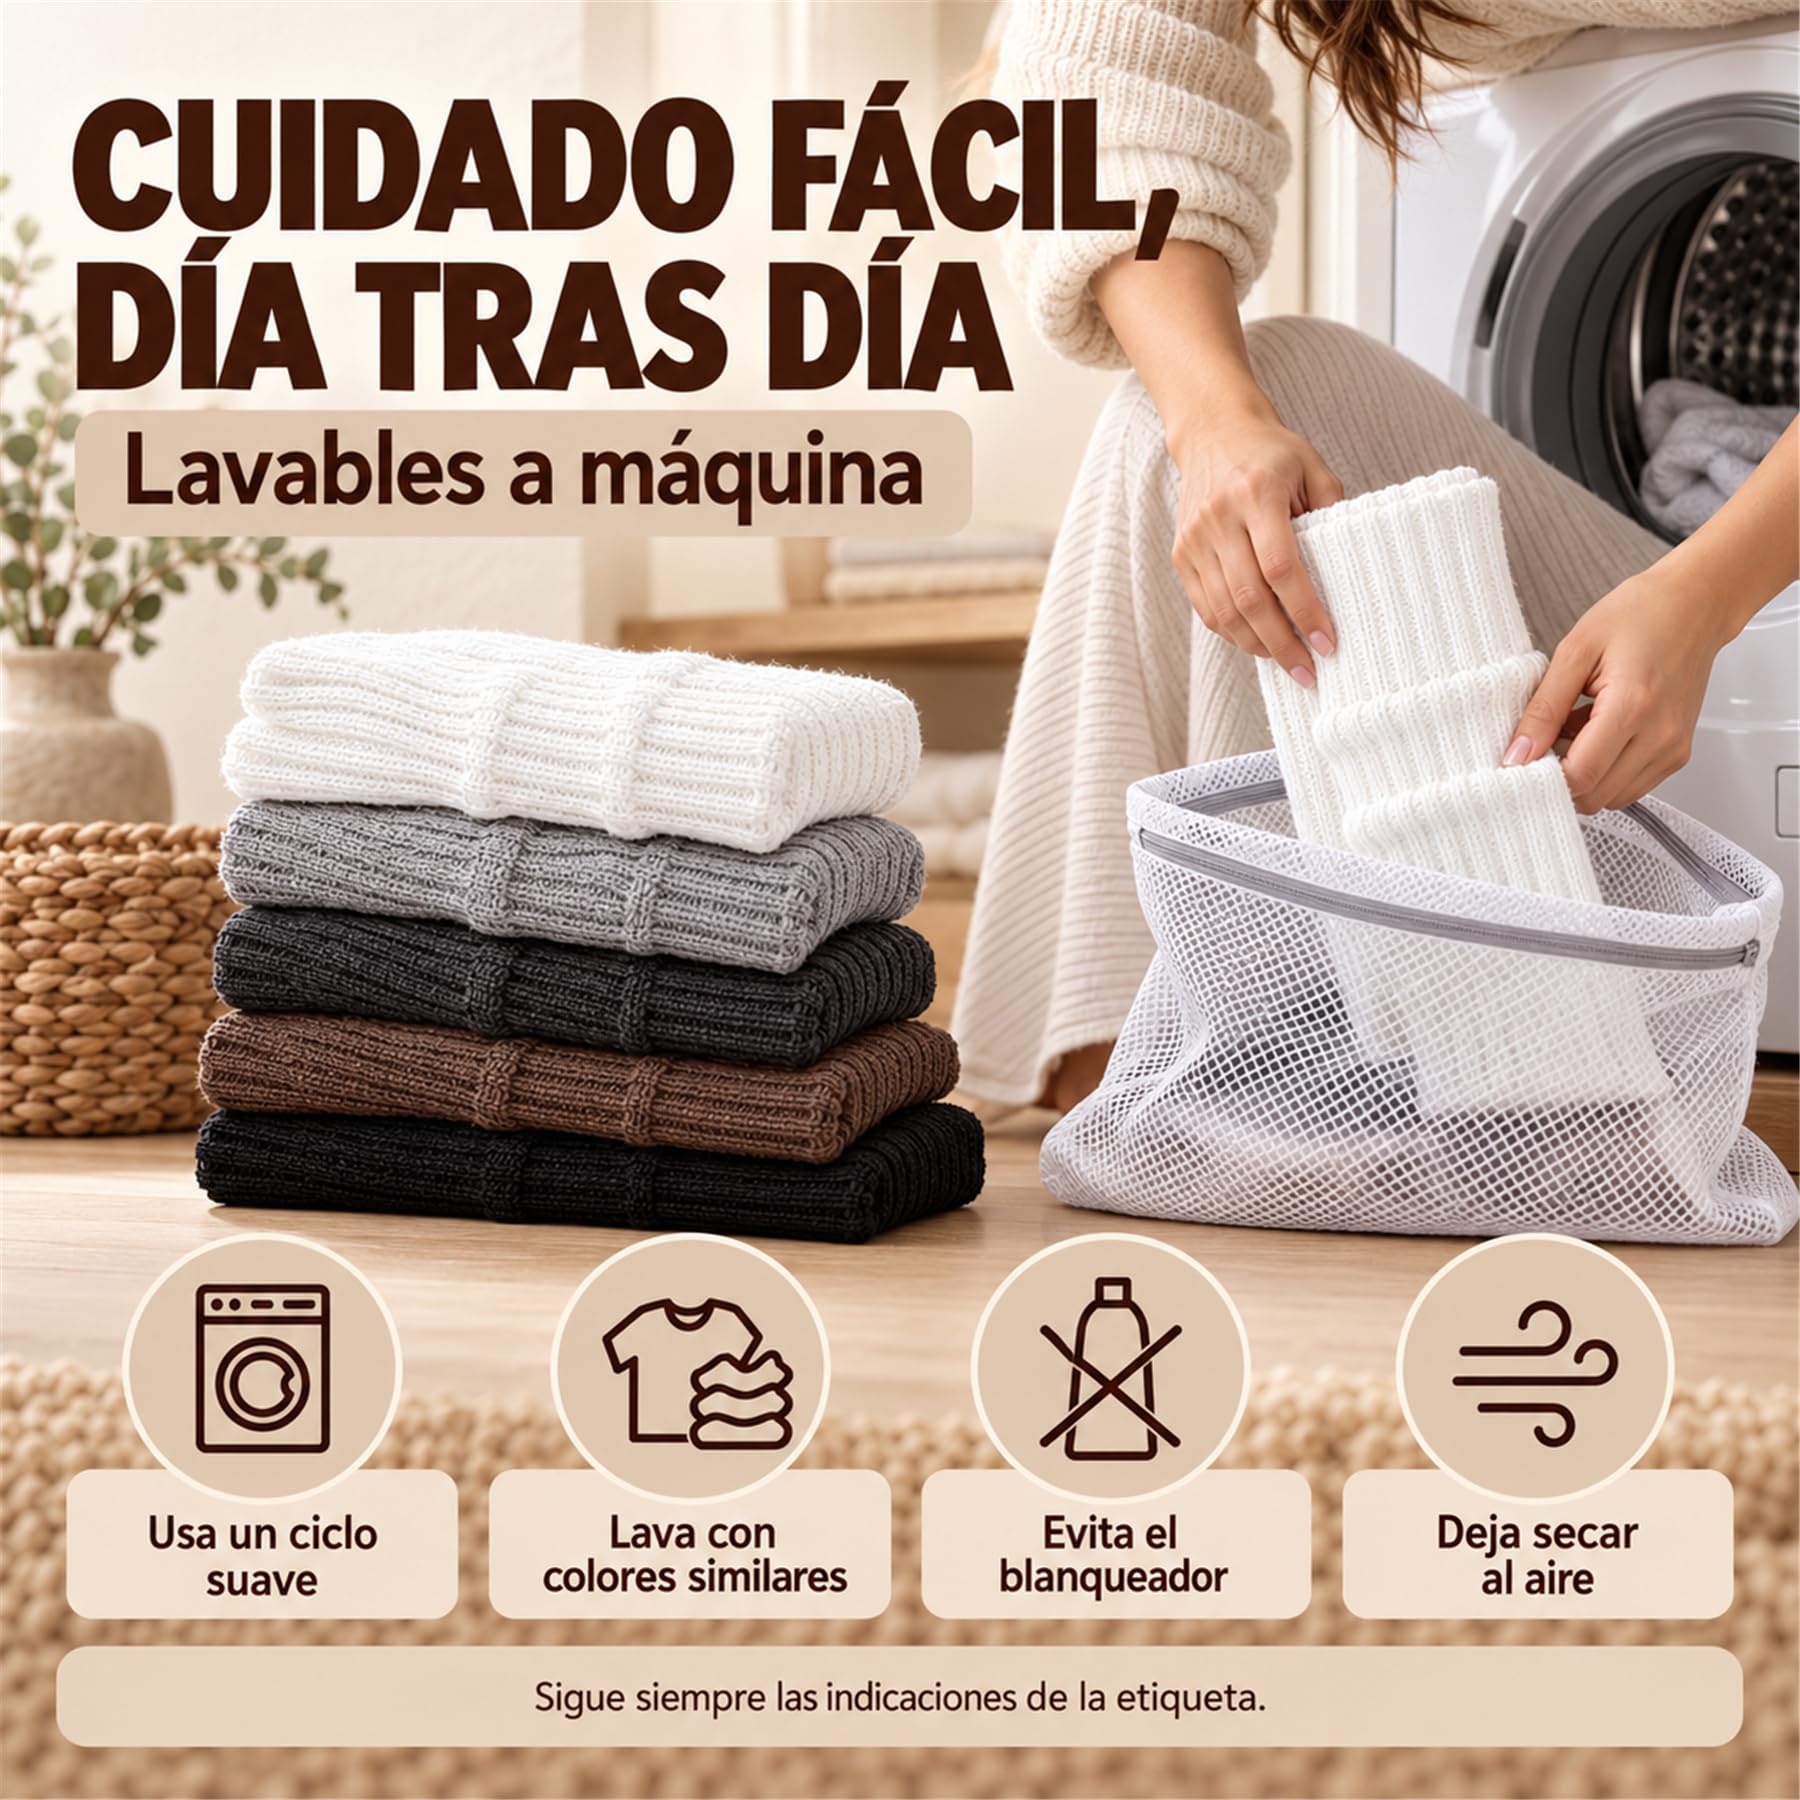 CUIDADO FÁCIL,
DÍA TRAS DÍA
Lavables a máquina
Usa un ciclo
suave
Lava con
colores similares
Evita el
blanqueador
Deja secar
al aire
Sigue siempre las indicaciones de la etiqueta.